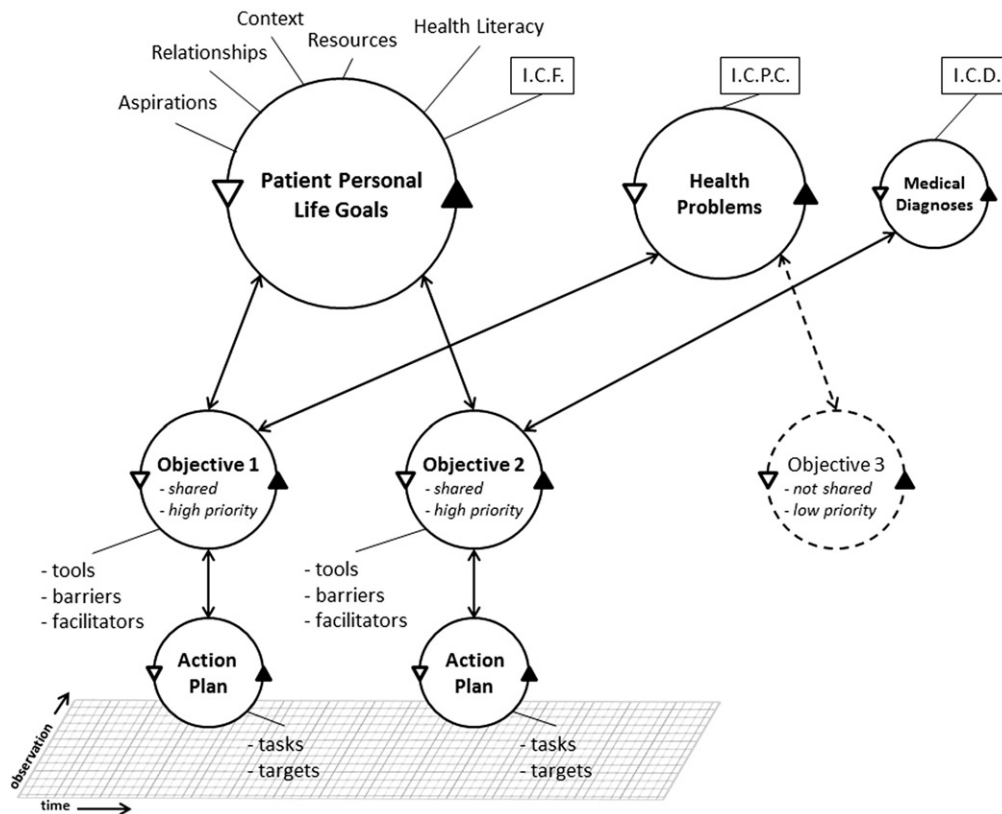 Context
Resources
Health Literacy
Relationships
I.C.F.
I.C.P.C.
I.C.D.
Aspirations
Patient Personal
Life Goals
Health
Problems
Medical
Diagnoses
Objective 1
- shared
- high priority
Objective 2
- shared
- high priority
Objective 3
- not shared
- low priority
- tools
- barriers
- facilitators
- tools
- barriers
- facilitators
Action
Plan
Action
Plan
- tasks
- targets
- tasks
- targets
observation
time